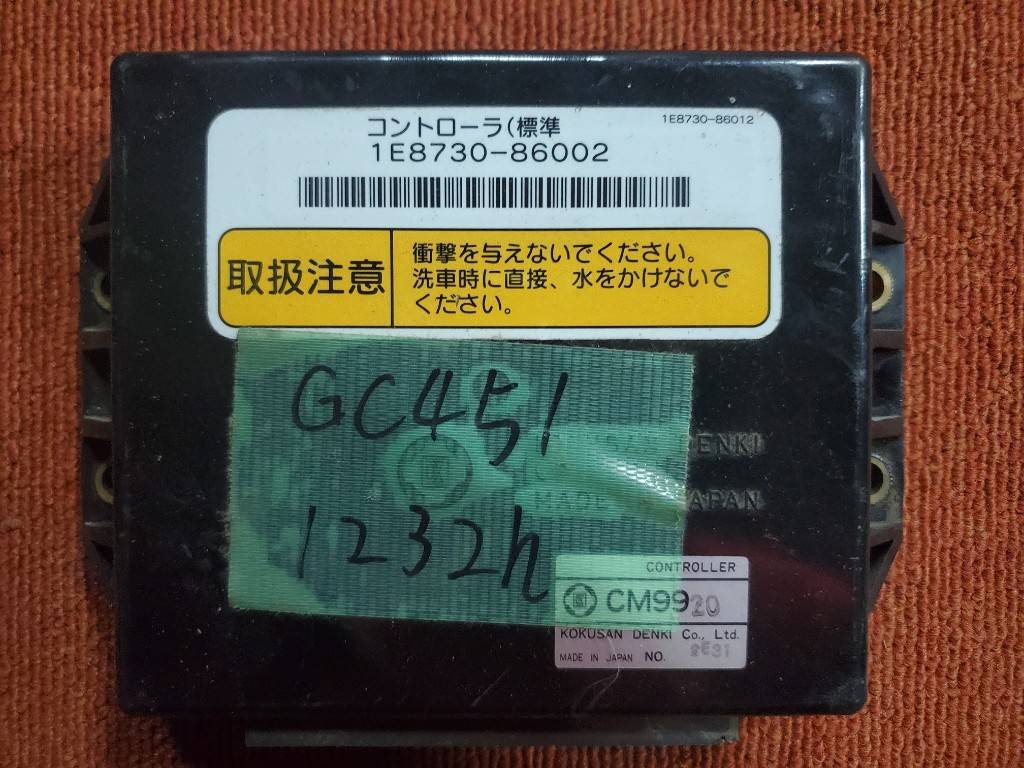 コントローラ(標準
1E8730-86012
1E8730-86002
取扱注意
衝撃を与えないでください。
洗車時に直接、水をかけないで
ください。
GC451
DENKI
MADE
JAPAN
1232h
CONTROLLER
CM9920
KOKUSAN DENKI Co., Ltd.
MADE IN JAPAN NO.